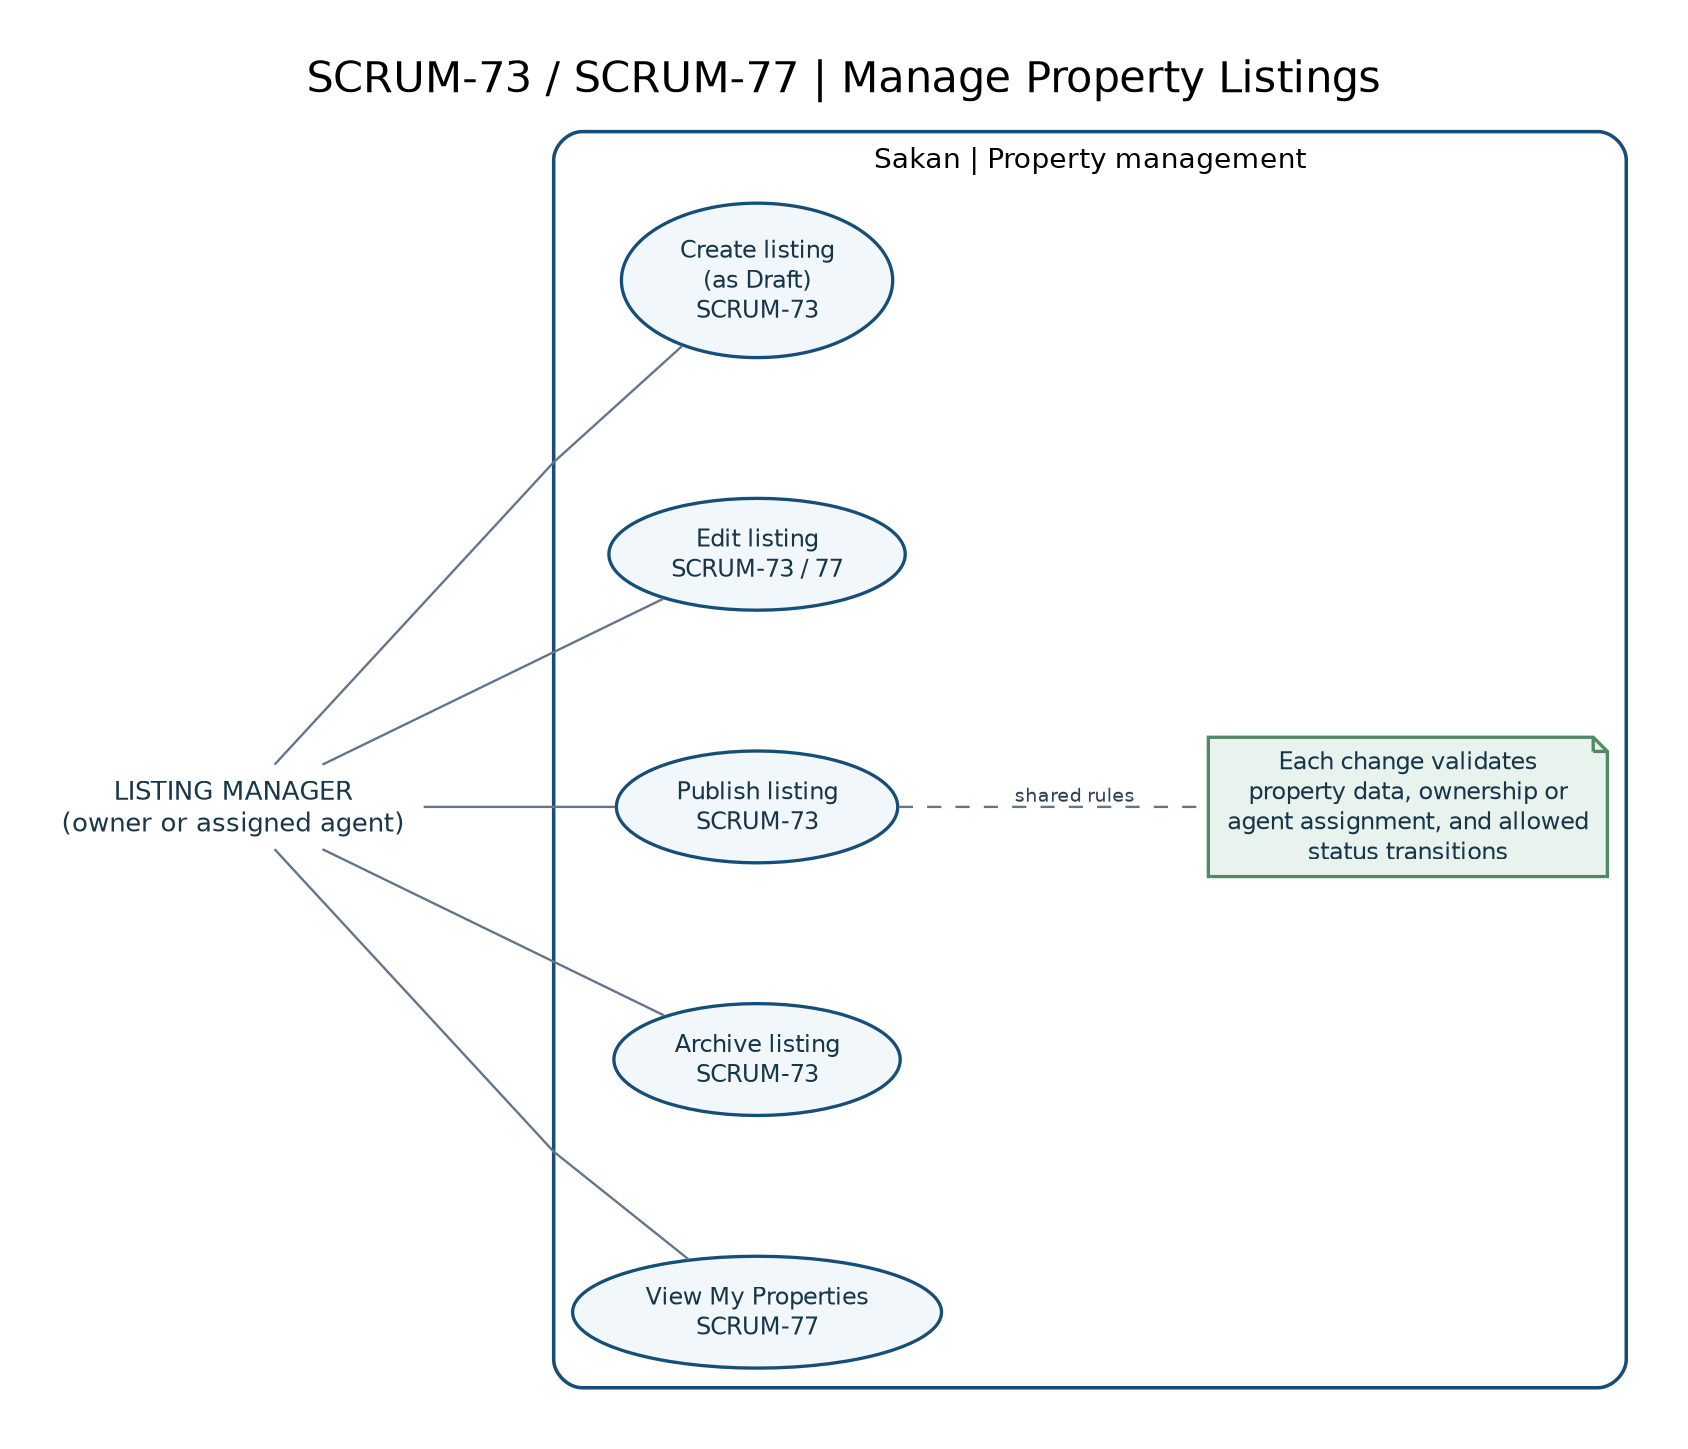 SCRUM-73 / SCRUM-77 | Manage Property Listings
Sakan | Property management
Create listing
(as Draft)
SCRUM-73
Edit listing
SCRUM-73 / 77
LISTING MANAGER
(owner or assigned agent)
Publish listing
SCRUM-73
shared rules
Each change validates
property data, ownership or
agent assignment, and allowed
status transitions
Archive listing
SCRUM-73
View My Properties
SCRUM-77